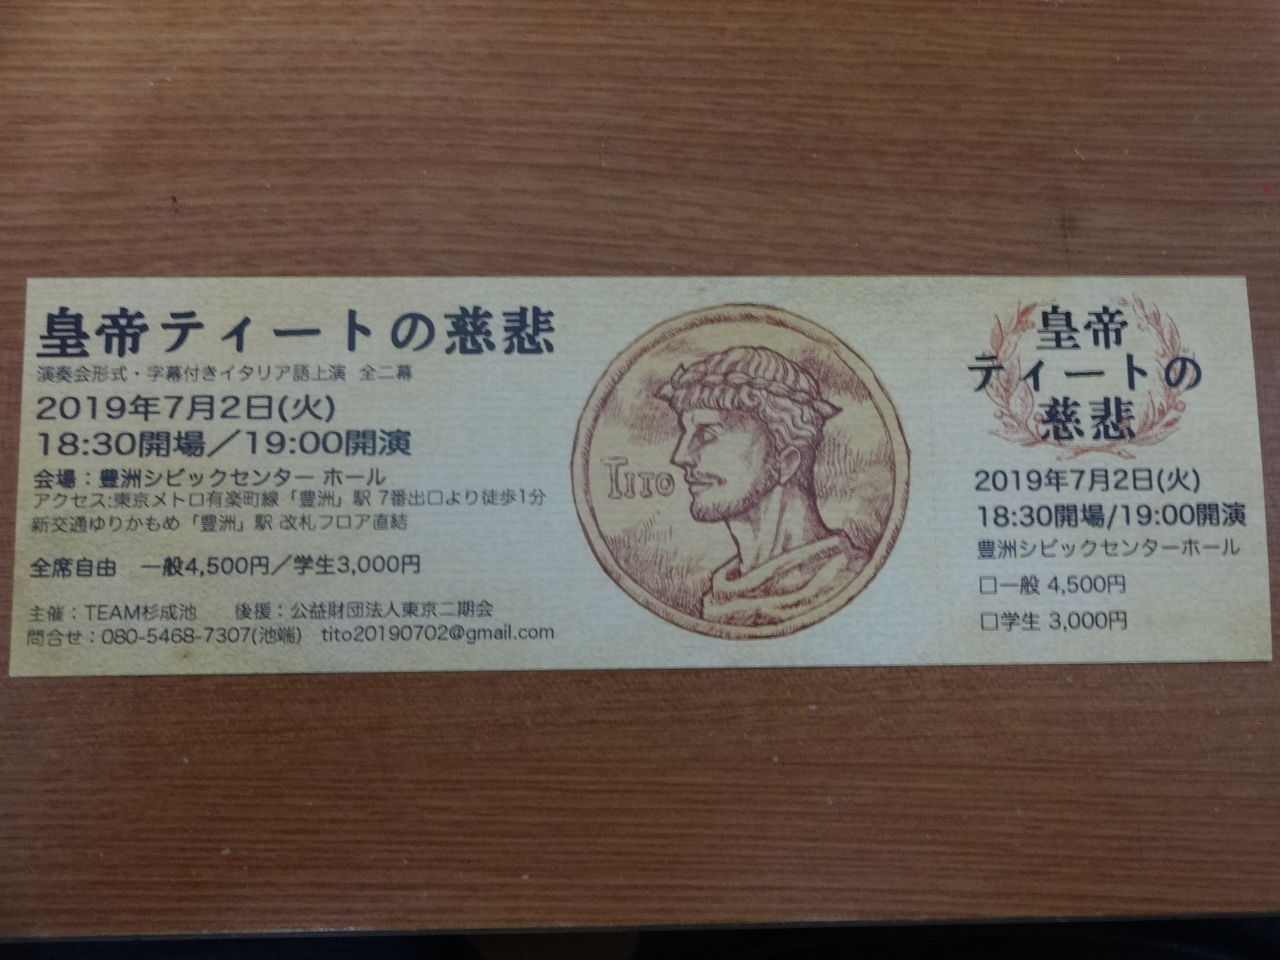 皇帝ティートの慈悲
演奏会形式・字幕付きイタリア語上演 全二幕
2019年7月2日(火)
18:30開場／19:00開演
会場：豊洲シビックセンター ホール
アクセス:東京メトロ有楽町線「豊洲」駅 7番出口より徒歩1分
新交通ゆりかもめ「豊洲」駅 改札フロア直結
全席自由 一般4,500円／学生3,000円
主催：TEAM杉成池 後援：公益財団法人東京二期会
問合せ：080-5468-7307(池端) tito20190702@gmail.com
TITO
皇帝
ティートの
慈悲
2019年7月2日(火)
18:30開場/19:00開演
豊洲シビックセンターホール
□一般 4,500円
□学生 3,000円